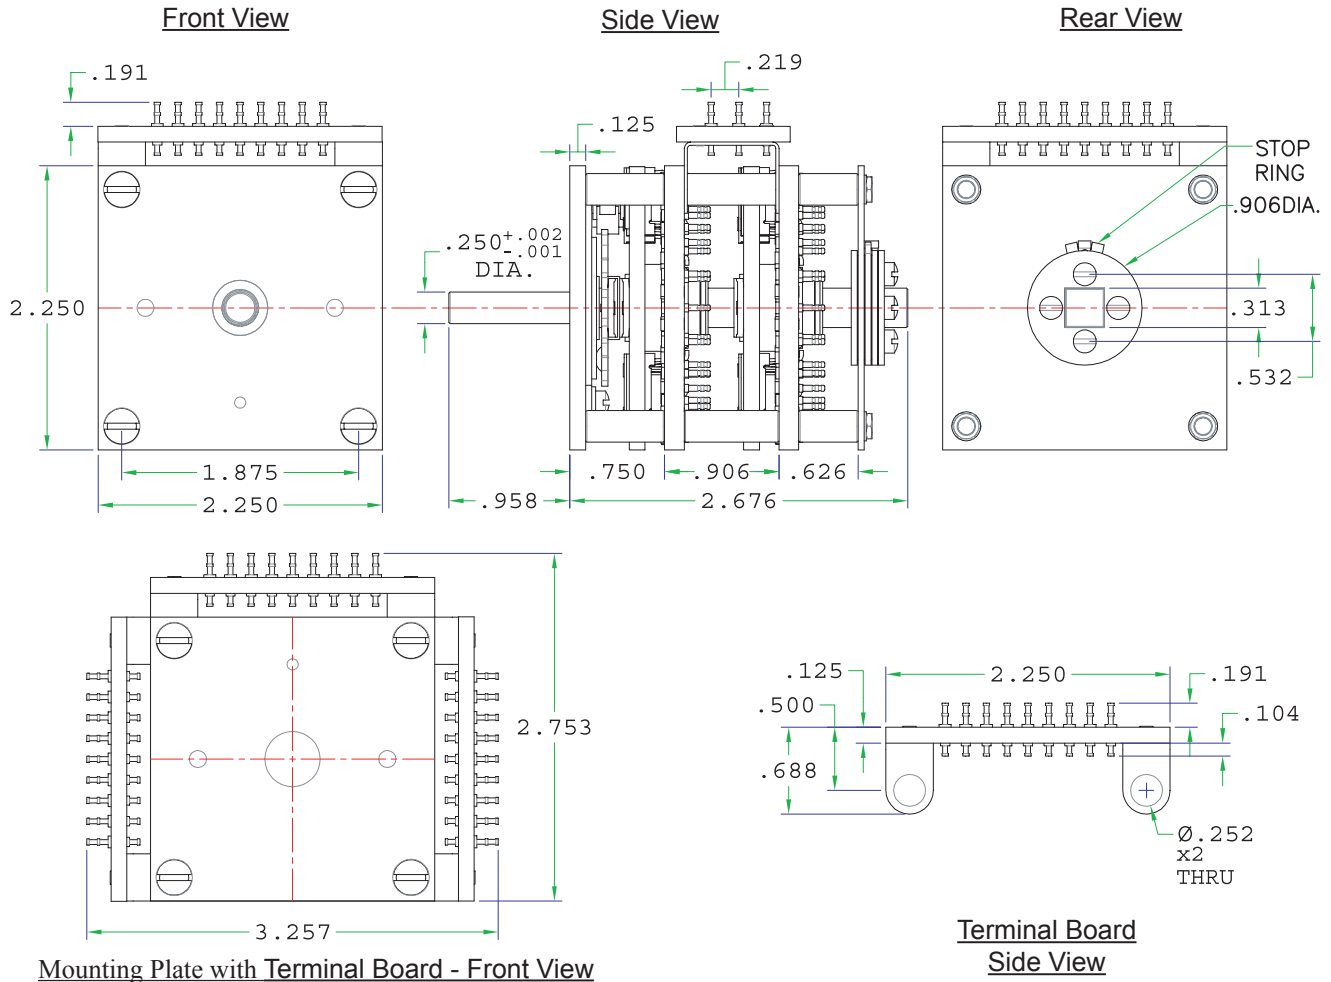 Front View
Side View
Rear View
.191
.219
.125
STOP
RING
.906DIA.
.250+.002
-.001
DIA.
2.250
.313
.532
1.875
2.250
.750
.906
.626
.958
2.676
2.753
3.257
Mounting Plate with Terminal Board - Front View
.125
2.250
.191
.500
.104
.688
Ø.252
x2
THRU
Terminal Board
Side View